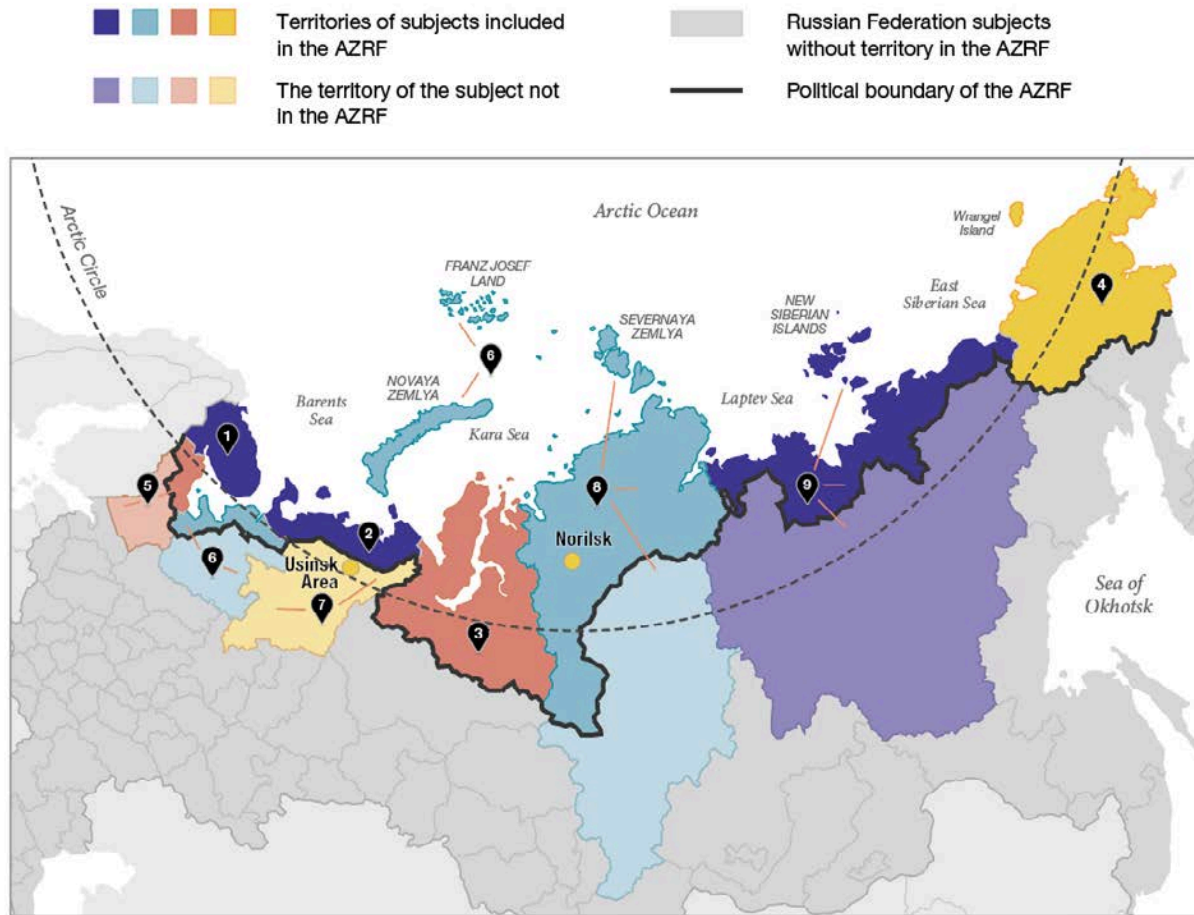 Territories of subjects included
in the AZRF
The territory of the subject not
in the AZRF
Russian Federation subjects
without territory in the AZRF
Political boundary of the AZRF
Arctic Circle
Arctic Ocean
Wrangel
Island
FRANZ JOSEF
LAND
SEVERNAYA
ZEMLYA
NEW
SIBERIAN
ISLANDS
East
Siberian Sea
4
6
NOVAYA
ZEMLYA
Barents
Sea
Kara Sea
Laptev Sea
1
5
8
9
2
Norilsk
6
Usinsk
Area
7
3
Sea of
Okhotsk